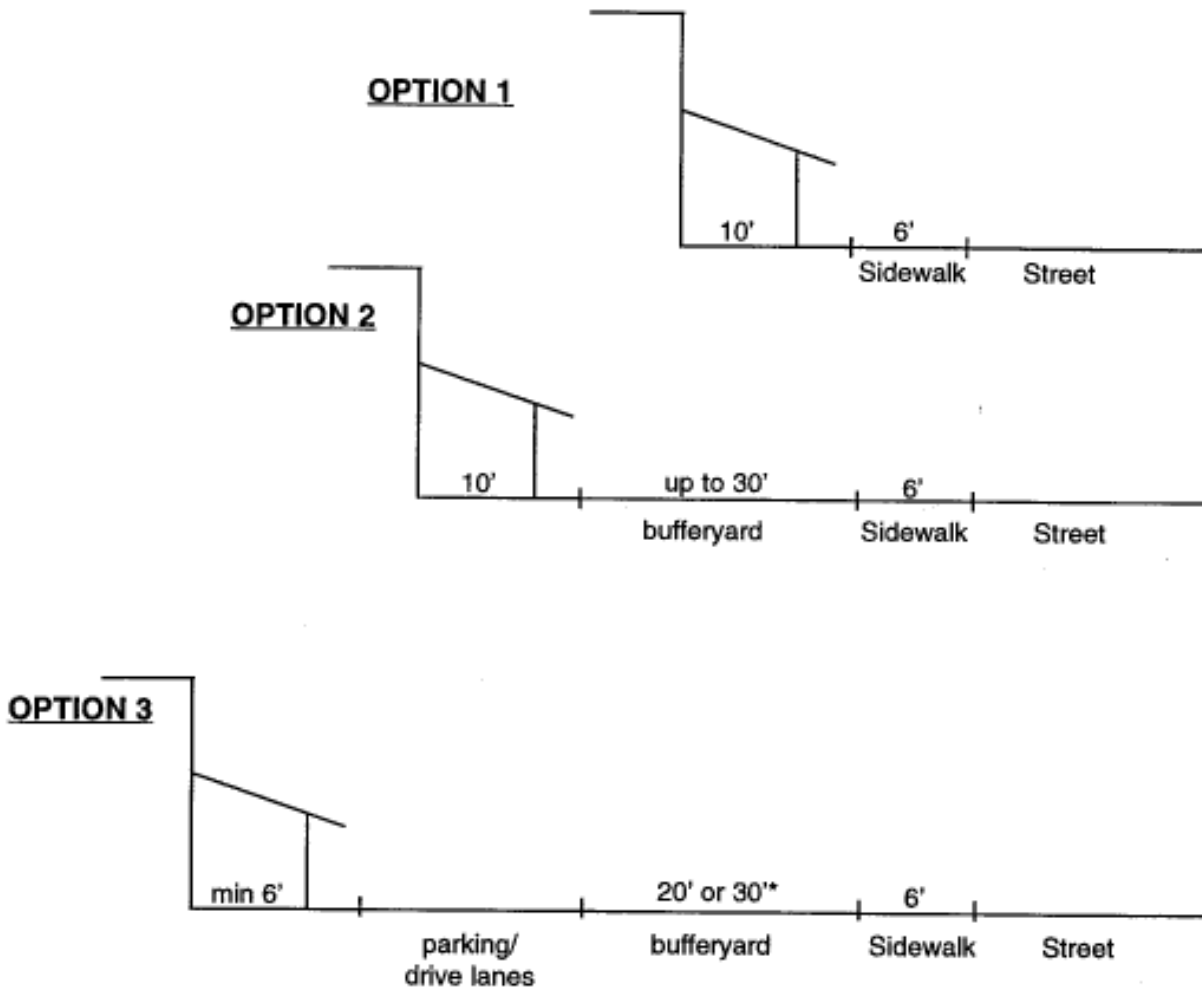 OPTION 1
10'
6'
Sidewalk
Street
OPTION 2
10'
up to 30'
6'
bufferyard
Sidewalk
Street
OPTION 3
min 6'
20' or 30'*
6'
parking/
drive lanes
bufferyard
Sidewalk
Street